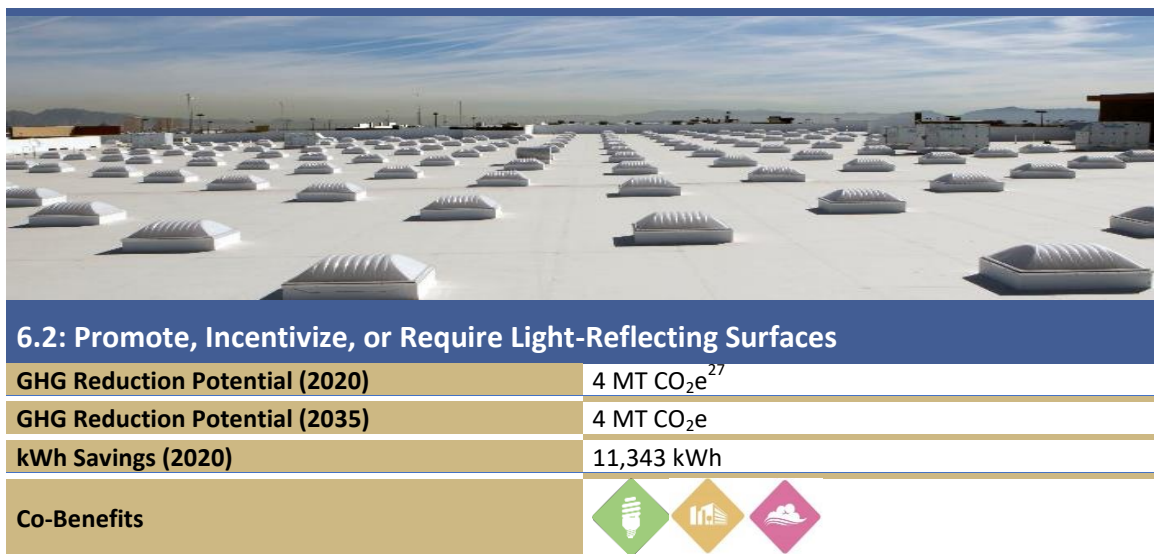 6.2: Promote, Incentivize, or Require Light-Reflecting Surfaces
GHG Reduction Potential (2020) 4 MT CO₂e²⁷
GHG Reduction Potential (2035) 4 MT CO₂e
kWh Savings (2020) 11,343 kWh
Co-Benefits